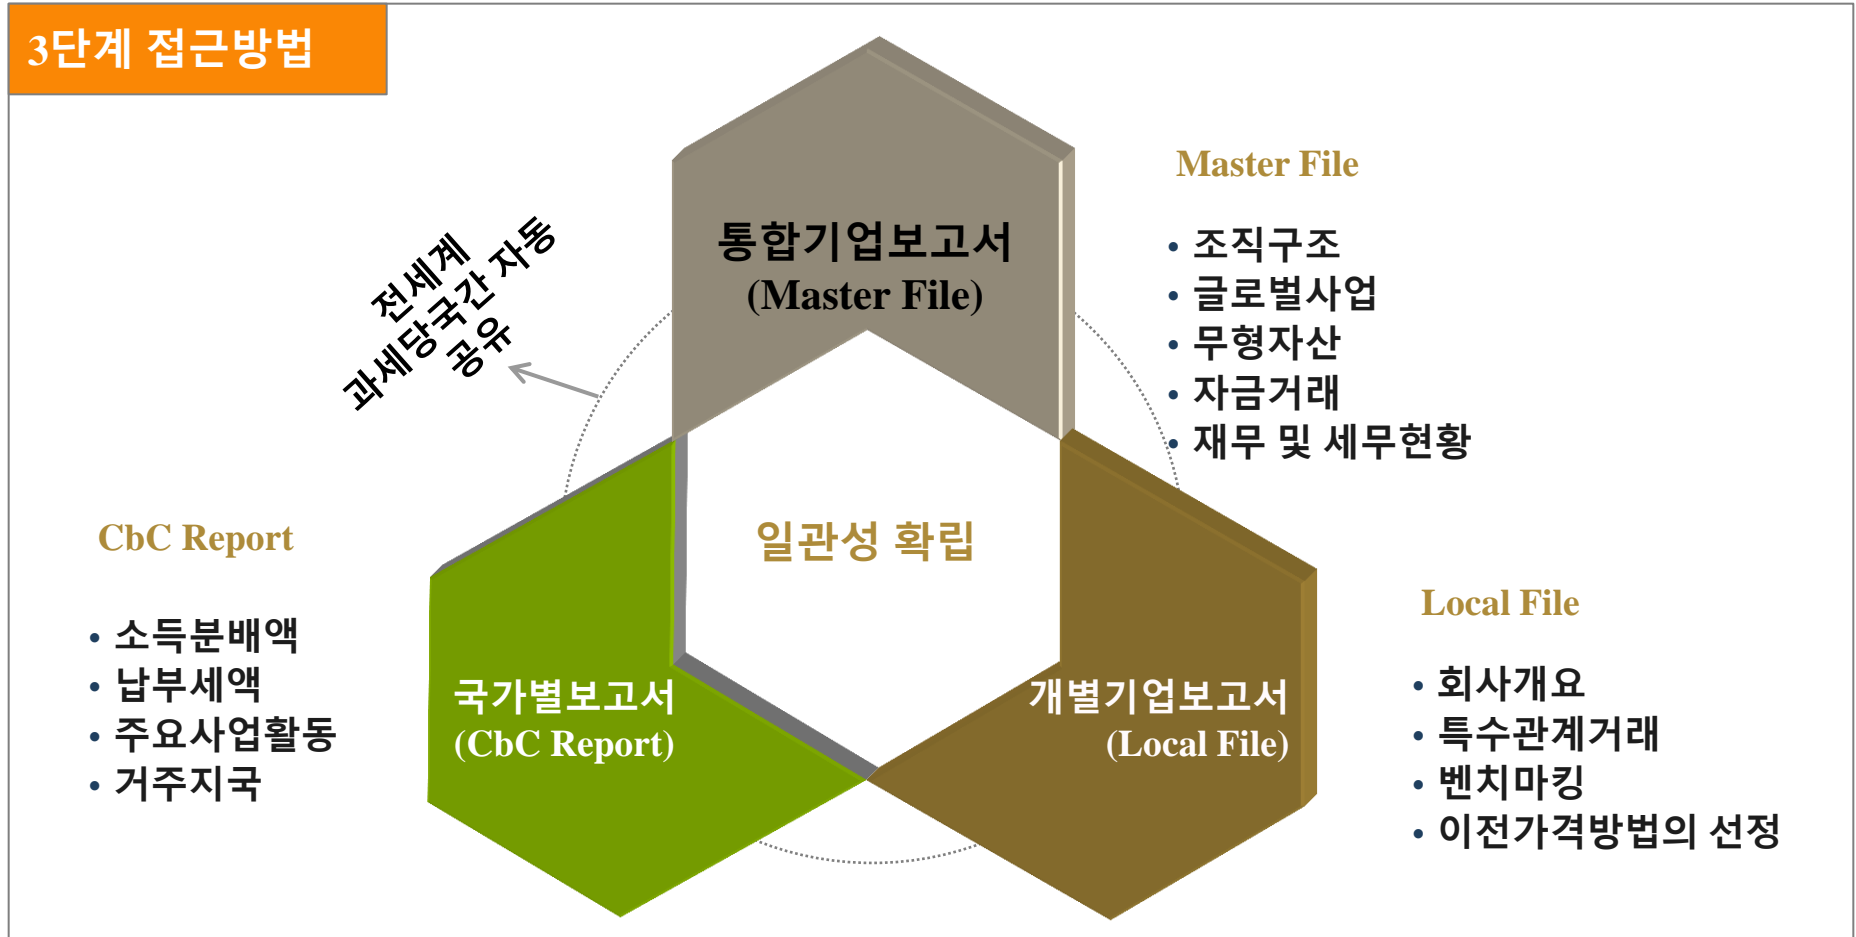 3단계 접근방법
전세계
과세당국간 자동
공유
통합기업보고서
(Master File)
Master File
• 조직구조
• 글로벌사업
• 무형자산
• 자금거래
• 재무 및 세무현황
일관성 확립
CbC Report
• 소득분배액
• 납부세액
• 주요사업활동
• 거주지국
국가별보고서
(CbC Report)
개별기업보고서
(Local File)
Local File
• 회사개요
• 특수관계거래
• 벤치마킹
• 이전가격방법의 선정